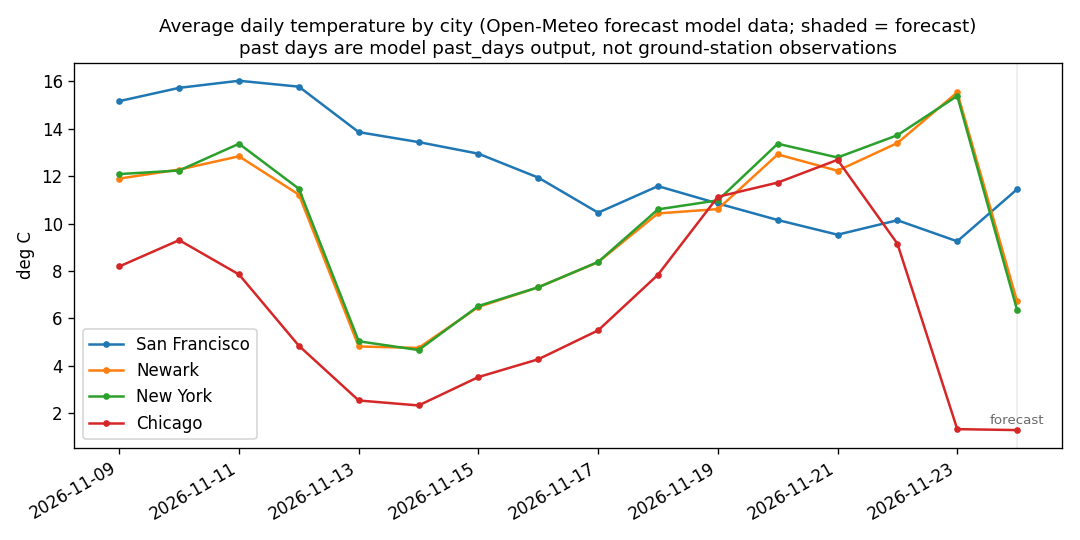 Average daily temperature by city (Open-Meteo forecast model data; shaded = forecast)
past days are model past_days output, not ground-station observations
deg C
16
14
12
10
8
6
4
2
San Francisco
Newark
New York
Chicago
forecast
2026-11-09
2026-11-11
2026-11-13
2026-11-15
2026-11-17
2026-11-19
2026-11-21
2026-11-23